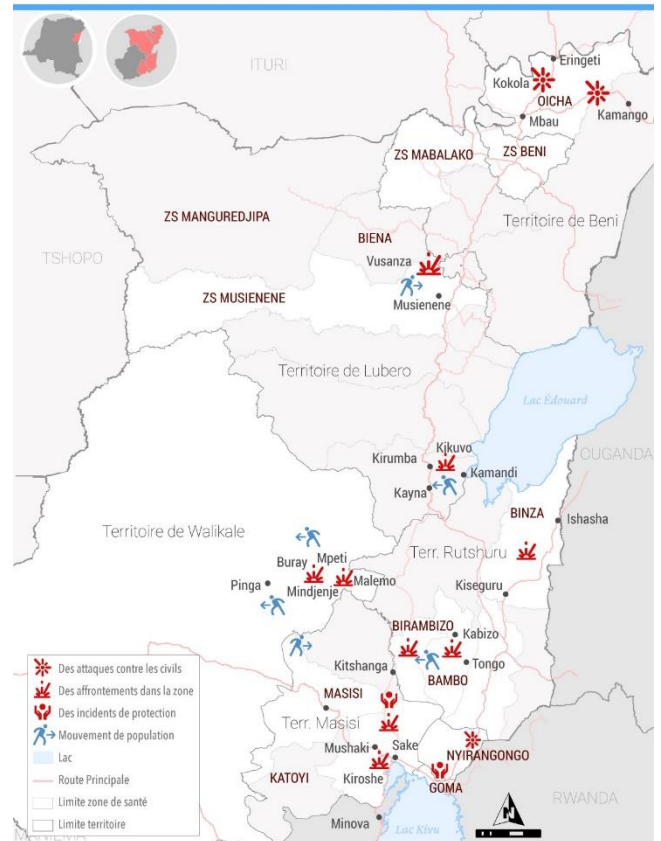 ITURI
Eringeti
Kokola
OICHA
Kamango
Mbau
ZS MABALAKO
ZS BENI
ZS MANGUREDJIPA
Territoire de Beni
TSHOPO
BIENA
Vusanza
ZS MUSIENENE
Musienene
Territoire de Lubero
Lac Édouard
OUGANDA
Kikuvo
Kirumba
Kamandi
Kayna
BINZA
Ishasha
Territoire de Walikale
Terr. Rutshuru
Buray
Mpeti
Malemo
Mindjenje
Pinga
Kiseguru
BIRAMBIZO
Kabizo
Kitshanga
Tongo
BAMBO
MASISI
Terr. Masisi
Mushaki
Sake
NYIRANGONGO
KATOYI
Kiroshe
GOMA
RWANDA
Minova
Lac Kivu
MANIEMA
N
Des attaques contre les civils
Des affrontements dans la zone
Des incidents de protection
Mouvement de population
Lac
Route Principale
Limite zone de santé
Limite territoire